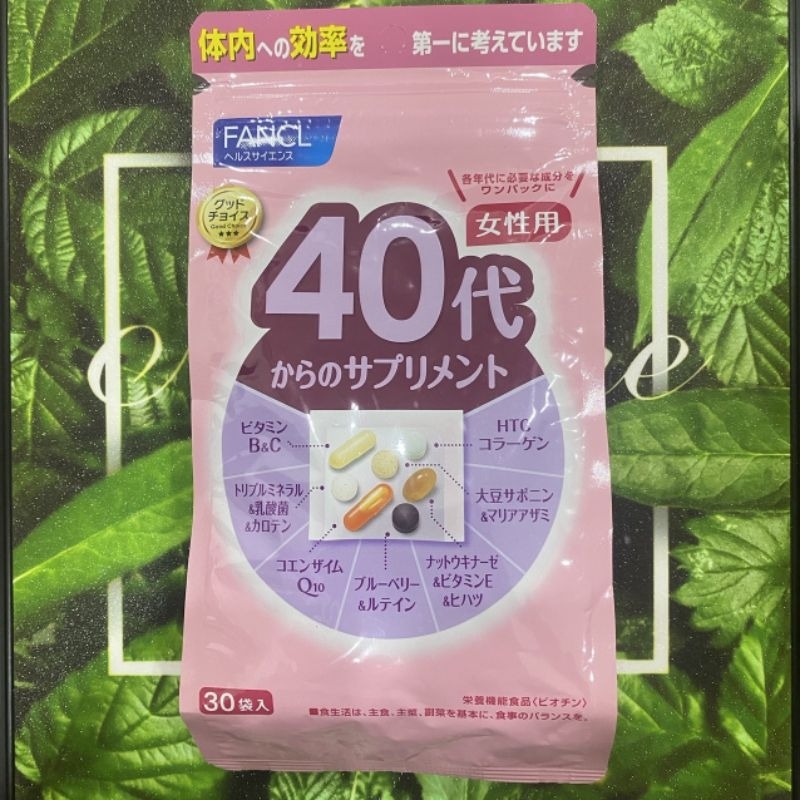 体内への効率を 第一に考えています
FANCL
ヘルスサイエンス
各年代に必要な成分を
ワンパックに
グッド
チョイス
Good Choice
★★★
女性用
40代
からのサプリメント
ビタミン
B&C
HTC
コラーゲン
トリプルミネラル
&乳酸菌
&カロテン
大豆サポニン
&マリアアザミ
コエンザイム
Q10
ブルーベリー
&ルテイン
ナットウキナーゼ
&ビタミンE
&ヒハツ
30袋入
栄養機能食品〈ビオチン〉
■食生活は、主食、主菜、副菜を基本に、食事のバランスを。